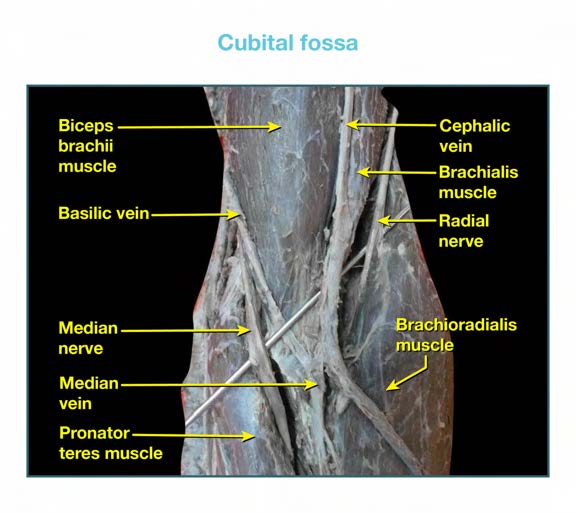 Cubital fossa
Biceps
brachii
muscle
Basilic vein
Median
nerve
Median
vein
Pronator
teres muscle
Cephalic
vein
Brachialis
muscle
Radial
nerve
Brachioradialis
muscle